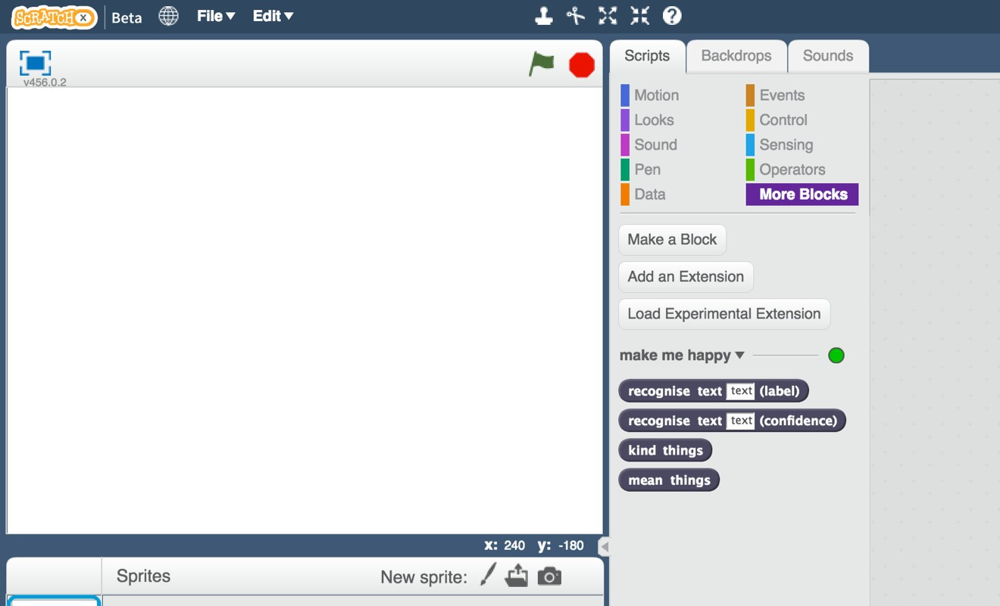 SCRATCH X Beta File Edit ?
v456.0.2
x: 240 y: -180
Sprites New sprite:
Scripts Backdrops Sounds
Motion Events
Looks Control
Sound Sensing
Pen Operators
Data More Blocks
Make a Block
Add an Extension
Load Experimental Extension
make me happy
recognise text text (label)
recognise text text (confidence)
kind things
mean things